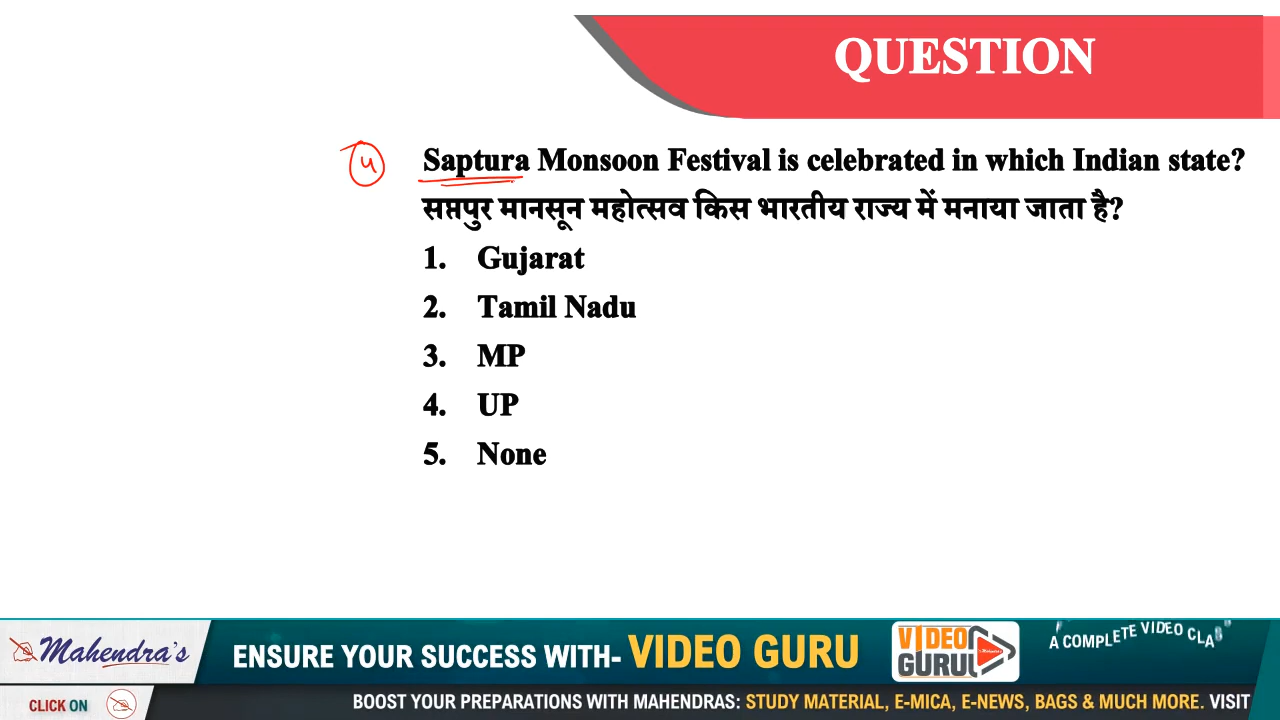 QUESTION
4
Saptura Monsoon Festival is celebrated in which Indian state?
सप्तपुर मानसून महोत्सव किस भारतीय राज्य में मनाया जाता है?
1. Gujarat
2. Tamil Nadu
3. MP
4. UP
5. None
Mahendra's
ENSURE YOUR SUCCESS WITH- VIDEO GURU
VIDEO
GURU
A COMPLETE VIDEO CLA
CLICK ON
BOOST YOUR PREPARATIONS WITH MAHENDRAS: STUDY MATERIAL, E-MICA, E-NEWS, BAGS & MUCH MORE. VISIT